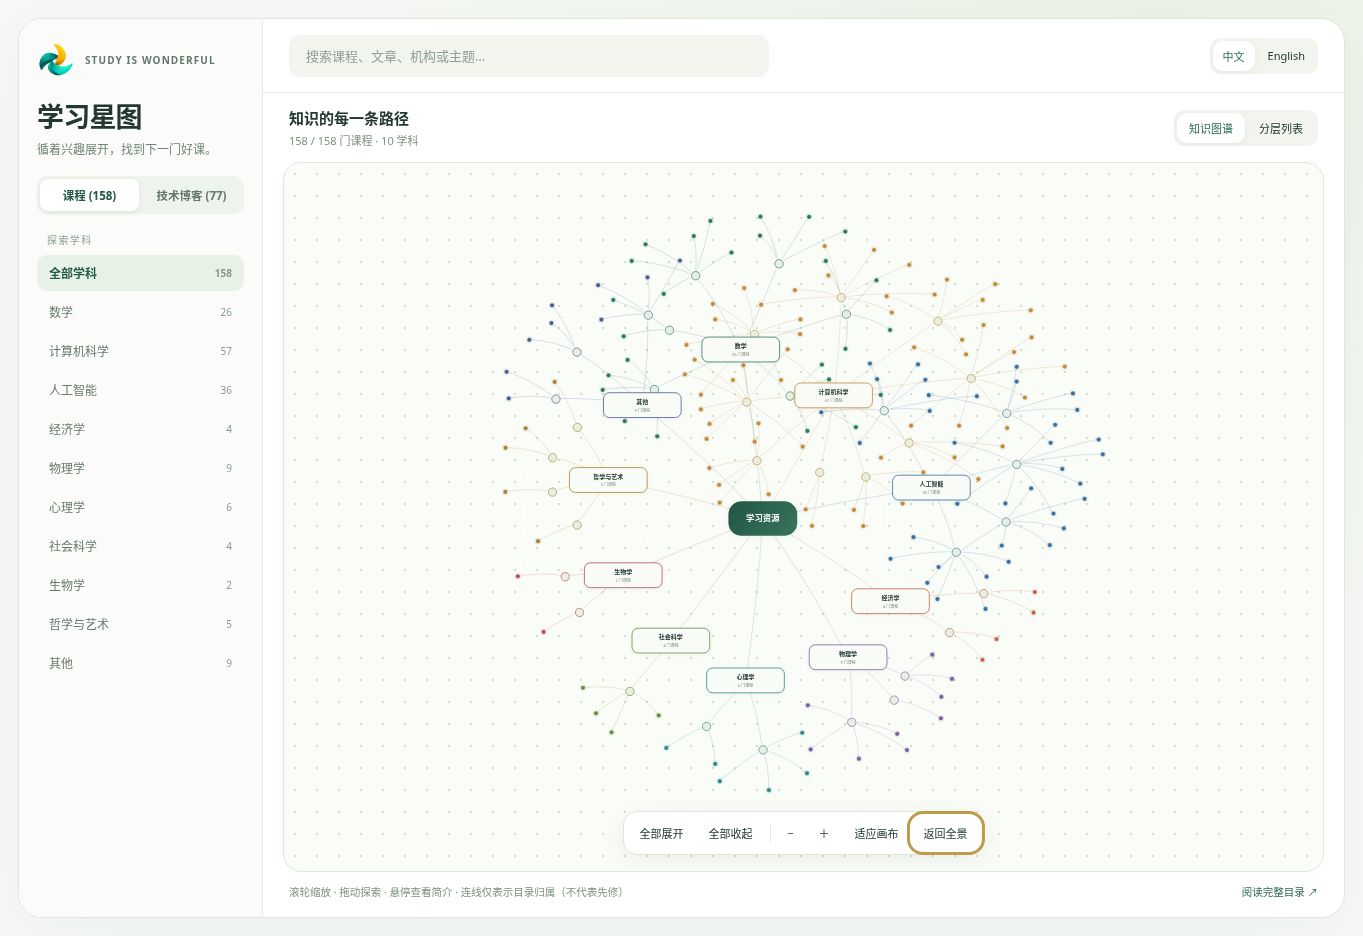 STUDY IS WONDERFUL
学习星图
循着兴趣展开，找到下一门好课。
课程 (158)
技术博客 (77)
探索学科
全部学科 158
数学 26
计算机科学 57
人工智能 36
经济学 4
物理学 9
心理学 6
社会科学 4
生物学 2
哲学与艺术 5
其他 9
搜索课程、文章、机构或主题...
中文
English
知识的每一条路径
158 / 158 门课程 · 10 学科
知识图谱
分层列表
数学
计算机科学
其他
哲学与艺术
人工智能
学习资源
生物学
经济学
社会科学
物理学
心理学
全部展开
全部收起
−
+
适应画布
返回全景
滚轮缩放 · 拖动探索 · 悬停查看简介 · 连线仅表示目录归属（不代表先修）
阅读完整目录 ↗